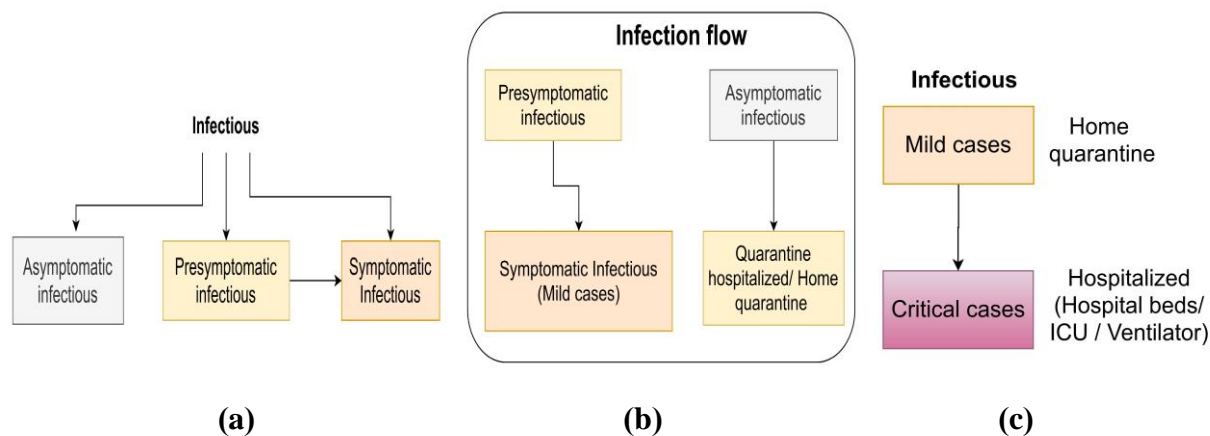 Infectious
Asymptomatic
infectious
Presymptomatic
infectious
Symptomatic
Infectious
(a)
Infection flow
Presymptomatic
infectious
Asymptomatic
infectious
Symptomatic Infectious
(Mild cases)
Quarantine
hospitalized/ Home
quarantine
(b)
Infectious
Mild cases
Home
quarantine
Critical cases
Hospitalized
(Hospital beds/
ICU / Ventilator)
(c)